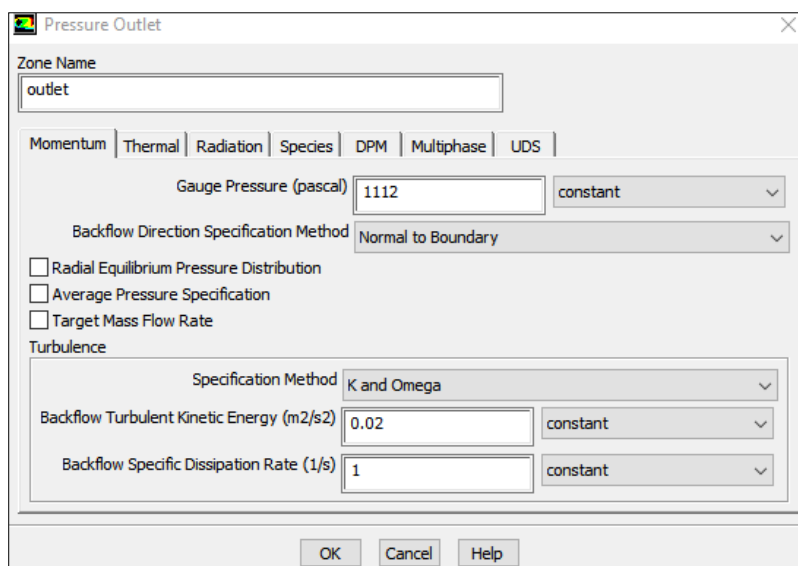 Pressure Outlet
Zone Name
outlet
Momentum Thermal Radiation Species DPM Multiphase UDS
Gauge Pressure (pascal) 1112 constant
Backflow Direction Specification Method Normal to Boundary
Radial Equilibrium Pressure Distribution
Average Pressure Specification
Target Mass Flow Rate
Turbulence
Specification Method K and Omega
Backflow Turbulent Kinetic Energy (m2/s2) 0.02 constant
Backflow Specific Dissipation Rate (1/s) 1 constant
OK Cancel Help